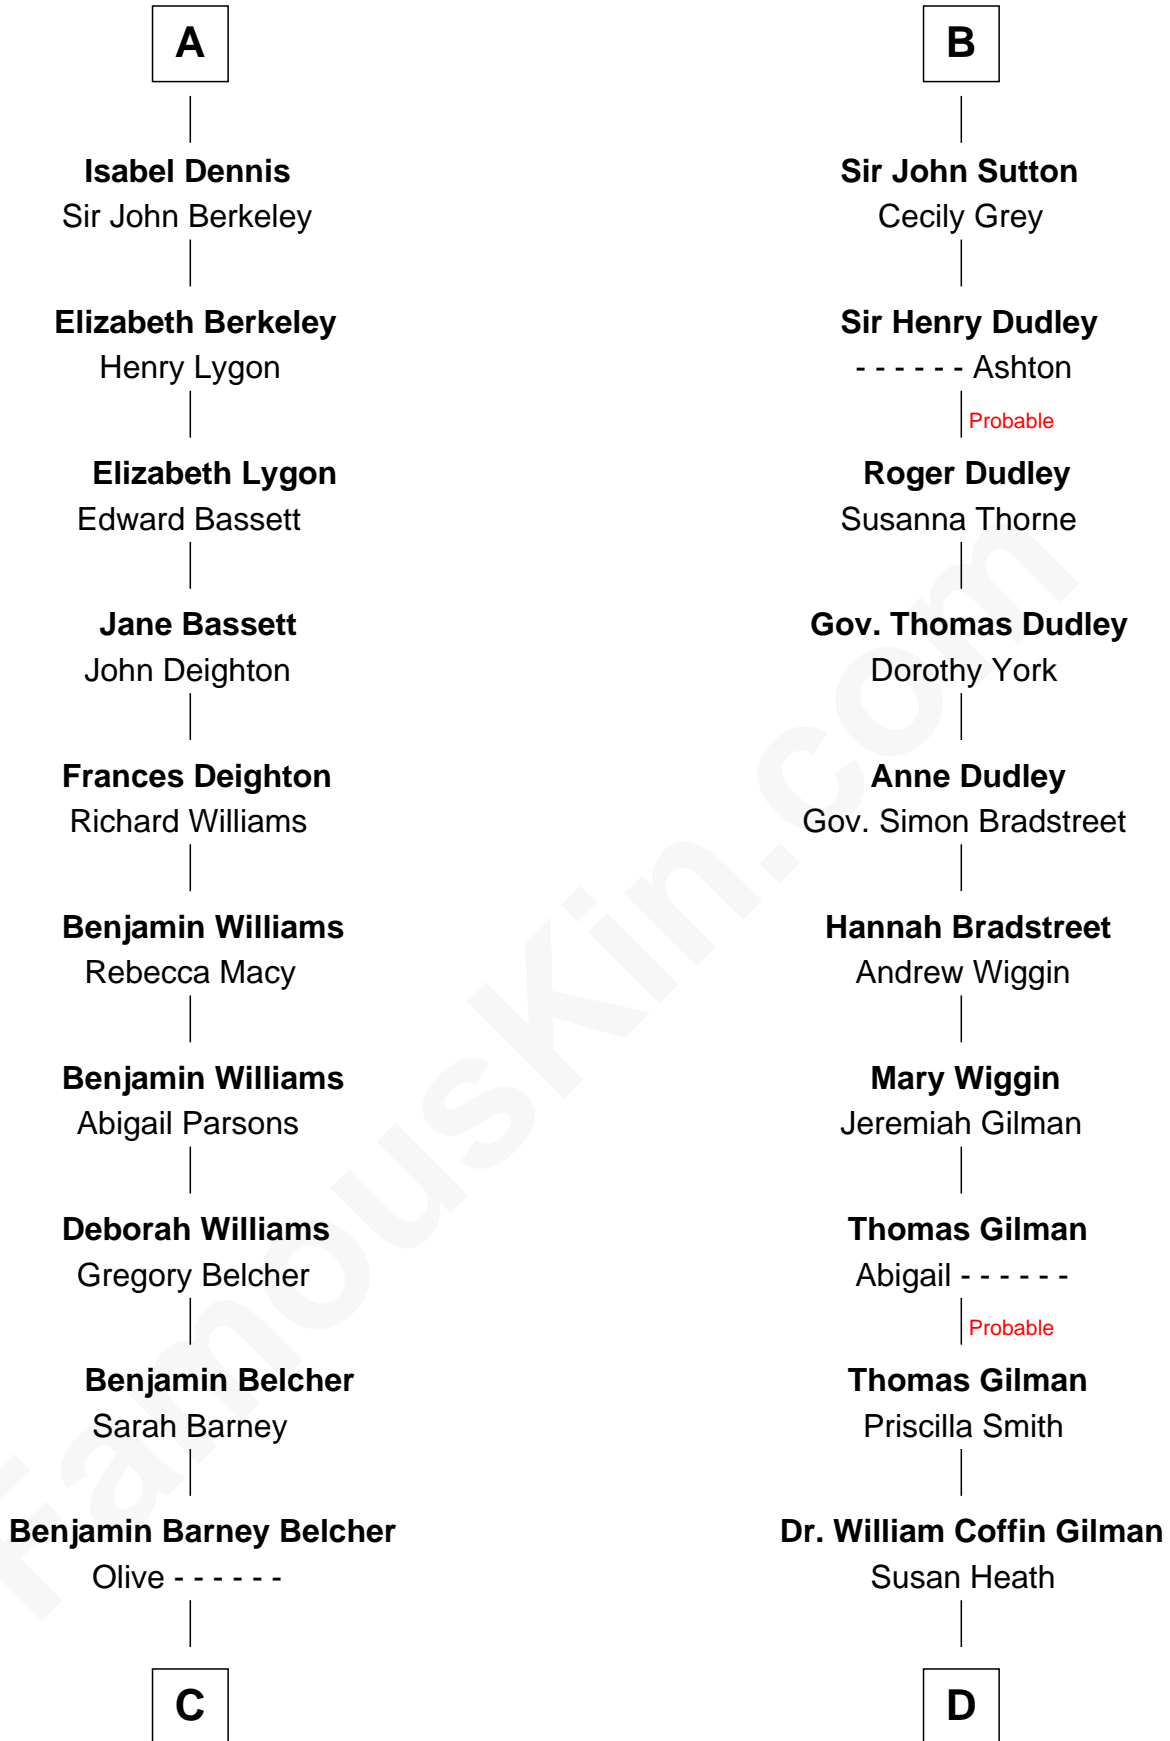 A
Isabel Dennis
Sir John Berkeley
Elizabeth Berkeley
Henry Lygon
Elizabeth Lygon
Edward Bassett
Jane Bassett
John Deighton
Frances Deighton
Richard Williams
Benjamin Williams
Rebecca Macy
Benjamin Williams
Abigail Parsons
Deborah Williams
Gregory Belcher
Benjamin Belcher
Sarah Barney
Benjamin Barney Belcher
Olive - - - - - -
C
B
Sir John Sutton
Cecily Grey
Sir Henry Dudley
- - - - - - Ashton
Probable
Roger Dudley
Susanna Thorne
Gov. Thomas Dudley
Dorothy York
Anne Dudley
Gov. Simon Bradstreet
Hannah Bradstreet
Andrew Wiggin
Mary Wiggin
Jeremiah Gilman
Thomas Gilman
Abigail - - - - - -
Probable
Thomas Gilman
Priscilla Smith
Dr. William Coffin Gilman
Susan Heath
D
FamousKin.com